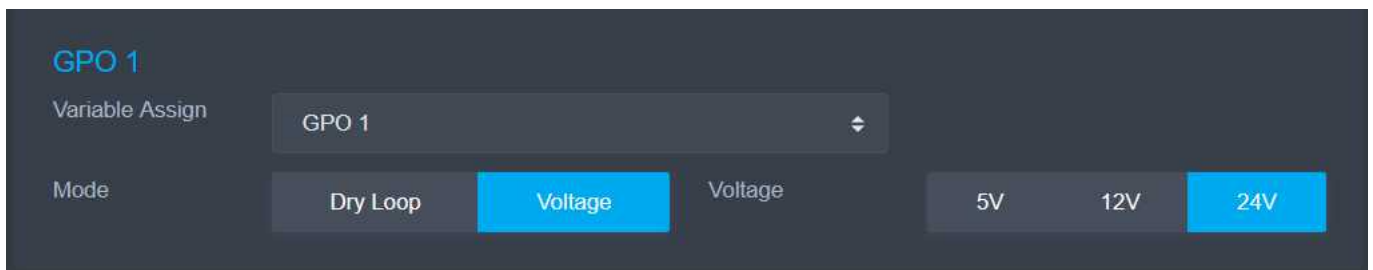 GPO 1
Variable Assign GPO 1
Mode Dry Loop Voltage Voltage 5V 12V 24V